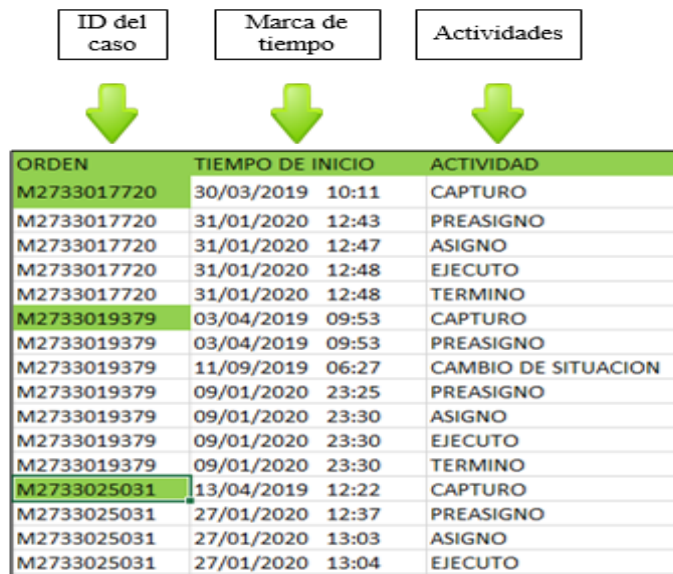 ID del caso
Marca de tiempo
Actividades
ORDEN TIEMPO DE INICIO ACTIVIDAD
M2733017720 30/03/2019 10:11 CAPTURO
M2733017720 31/01/2020 12:43 PREASIGNO
M2733017720 31/01/2020 12:47 ASIGNO
M2733017720 31/01/2020 12:48 EJECUTO
M2733017720 31/01/2020 12:48 TERMINO
M2733019379 03/04/2019 09:53 CAPTURO
M2733019379 03/04/2019 09:53 PREASIGNO
M2733019379 11/09/2019 06:27 CAMBIO DE SITUACION
M2733019379 09/01/2020 23:25 PREASIGNO
M2733019379 09/01/2020 23:30 ASIGNO
M2733019379 09/01/2020 23:30 EJECUTO
M2733019379 09/01/2020 23:30 TERMINO
M2733025031 13/04/2019 12:22 CAPTURO
M2733025031 27/01/2020 12:37 PREASIGNO
M2733025031 27/01/2020 13:03 ASIGNO
M2733025031 27/01/2020 13:04 EJECUTO